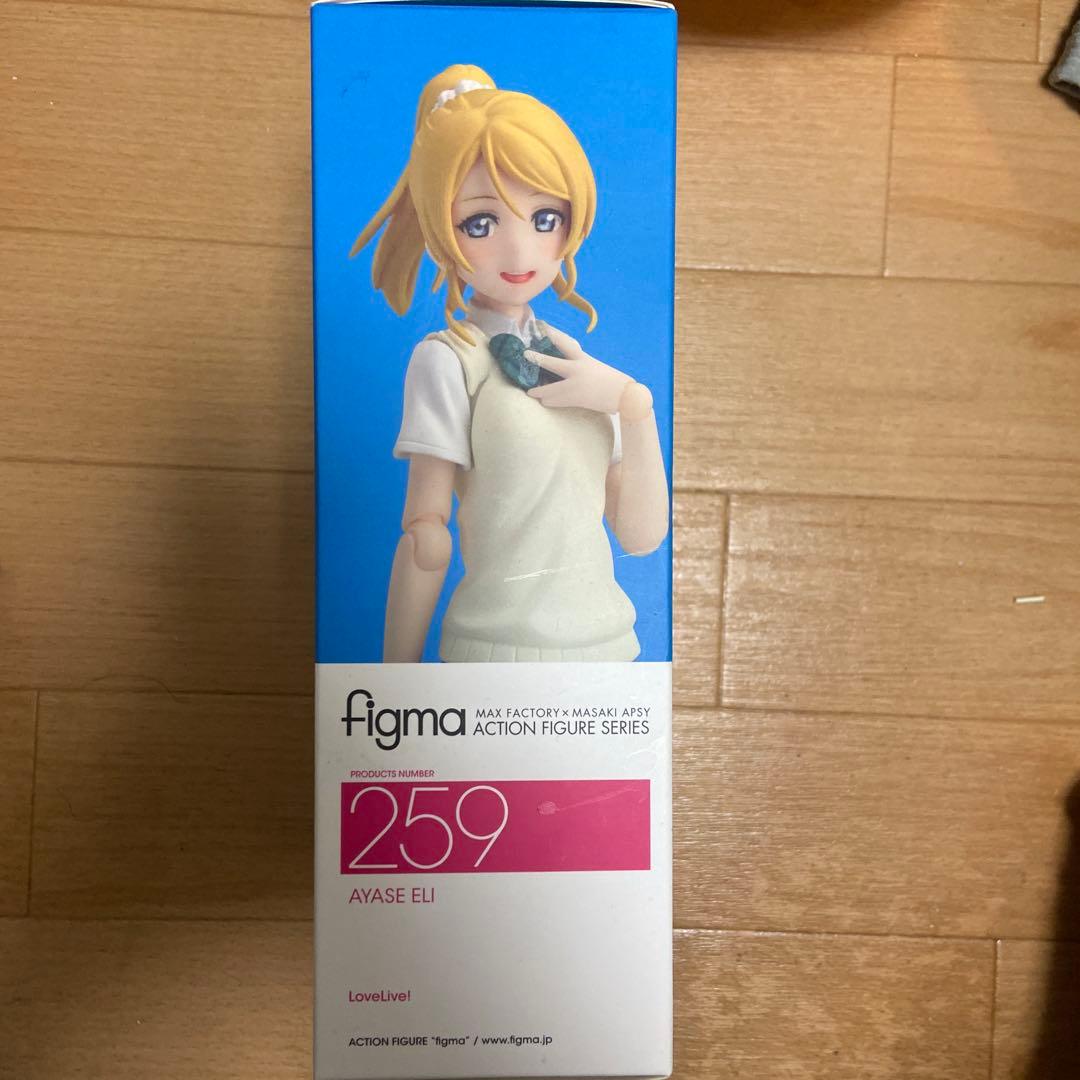 figma
MAX FACTORY × MASAKI APSY
ACTION FIGURE SERIES
PRODUCTS NUMBER
259
AYASE ELI
LoveLive!
ACTION FIGURE "figma" / www.figma.jp